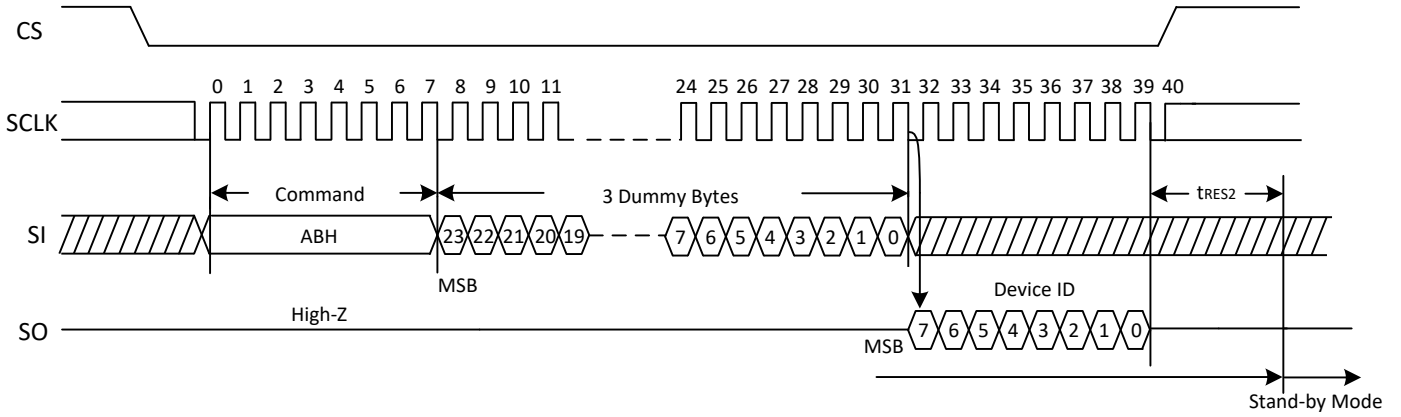 CS
0 1 2 3 4 5 6 7 8 9 10 11 24 25 26 27 28 29 30 31 32 33 34 35 36 37 38 39 40
SCLK
Command 3 Dummy Bytes tRES2
SI ABH 23 22 21 20 19 7 6 5 4 3 2 1 0
MSB Device ID
High-Z
SO 7 6 5 4 3 2 1 0
MSB
Stand-by Mode